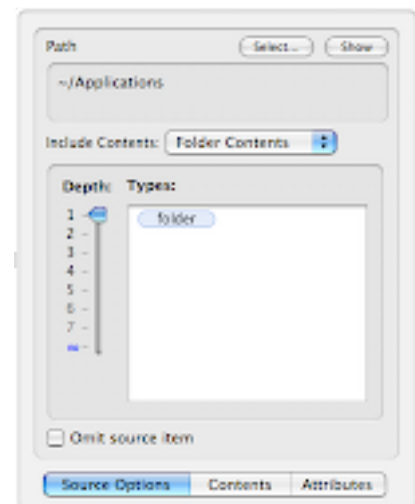 Path Select... Show
~/Applications
Include Contents: Folder Contents
Depth: Types:
1 folder
2
3
4
5
6
7
∞
Omit source item
Source Options Contents Attributes